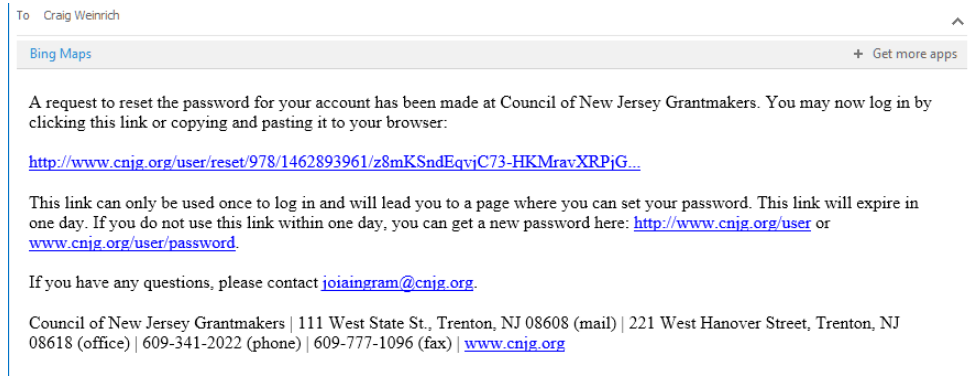 To Craig Weinrich
Bing Maps + Get more apps
A request to reset the password for your account has been made at Council of New Jersey Grantmakers. You may now log in by
clicking this link or copying and pasting it to your browser:
http://www.cnjg.org/user/reset/978/1462893961/z8mKSndEqvjC73-HKMravXRPjG...
This link can only be used once to log in and will lead you to a page where you can set your password. This link will expire in
one day. If you do not use this link within one day, you can get a new password here: http://www.cnjg.org/user or
www.cnjg.org/user/password.
If you have any questions, please contact joiaingram@cnjg.org.
Council of New Jersey Grantmakers | 111 West State St., Trenton, NJ 08608 (mail) | 221 West Hanover Street, Trenton, NJ
08618 (office) | 609-341-2022 (phone) | 609-777-1096 (fax) | www.cnjg.org